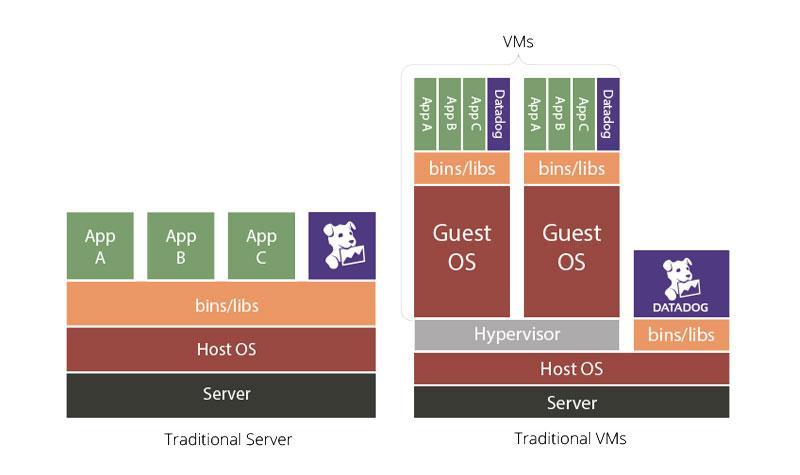 VMs
App
A
App
B
App
C
bins/libs
Host OS
Server
Traditional Server
App A
App B
App C
Datadog
App A
App B
App C
Datadog
bins/libs
bins/libs
Guest
OS
Guest
OS
DATADOG
Hypervisor
bins/libs
Host OS
Server
Traditional VMs